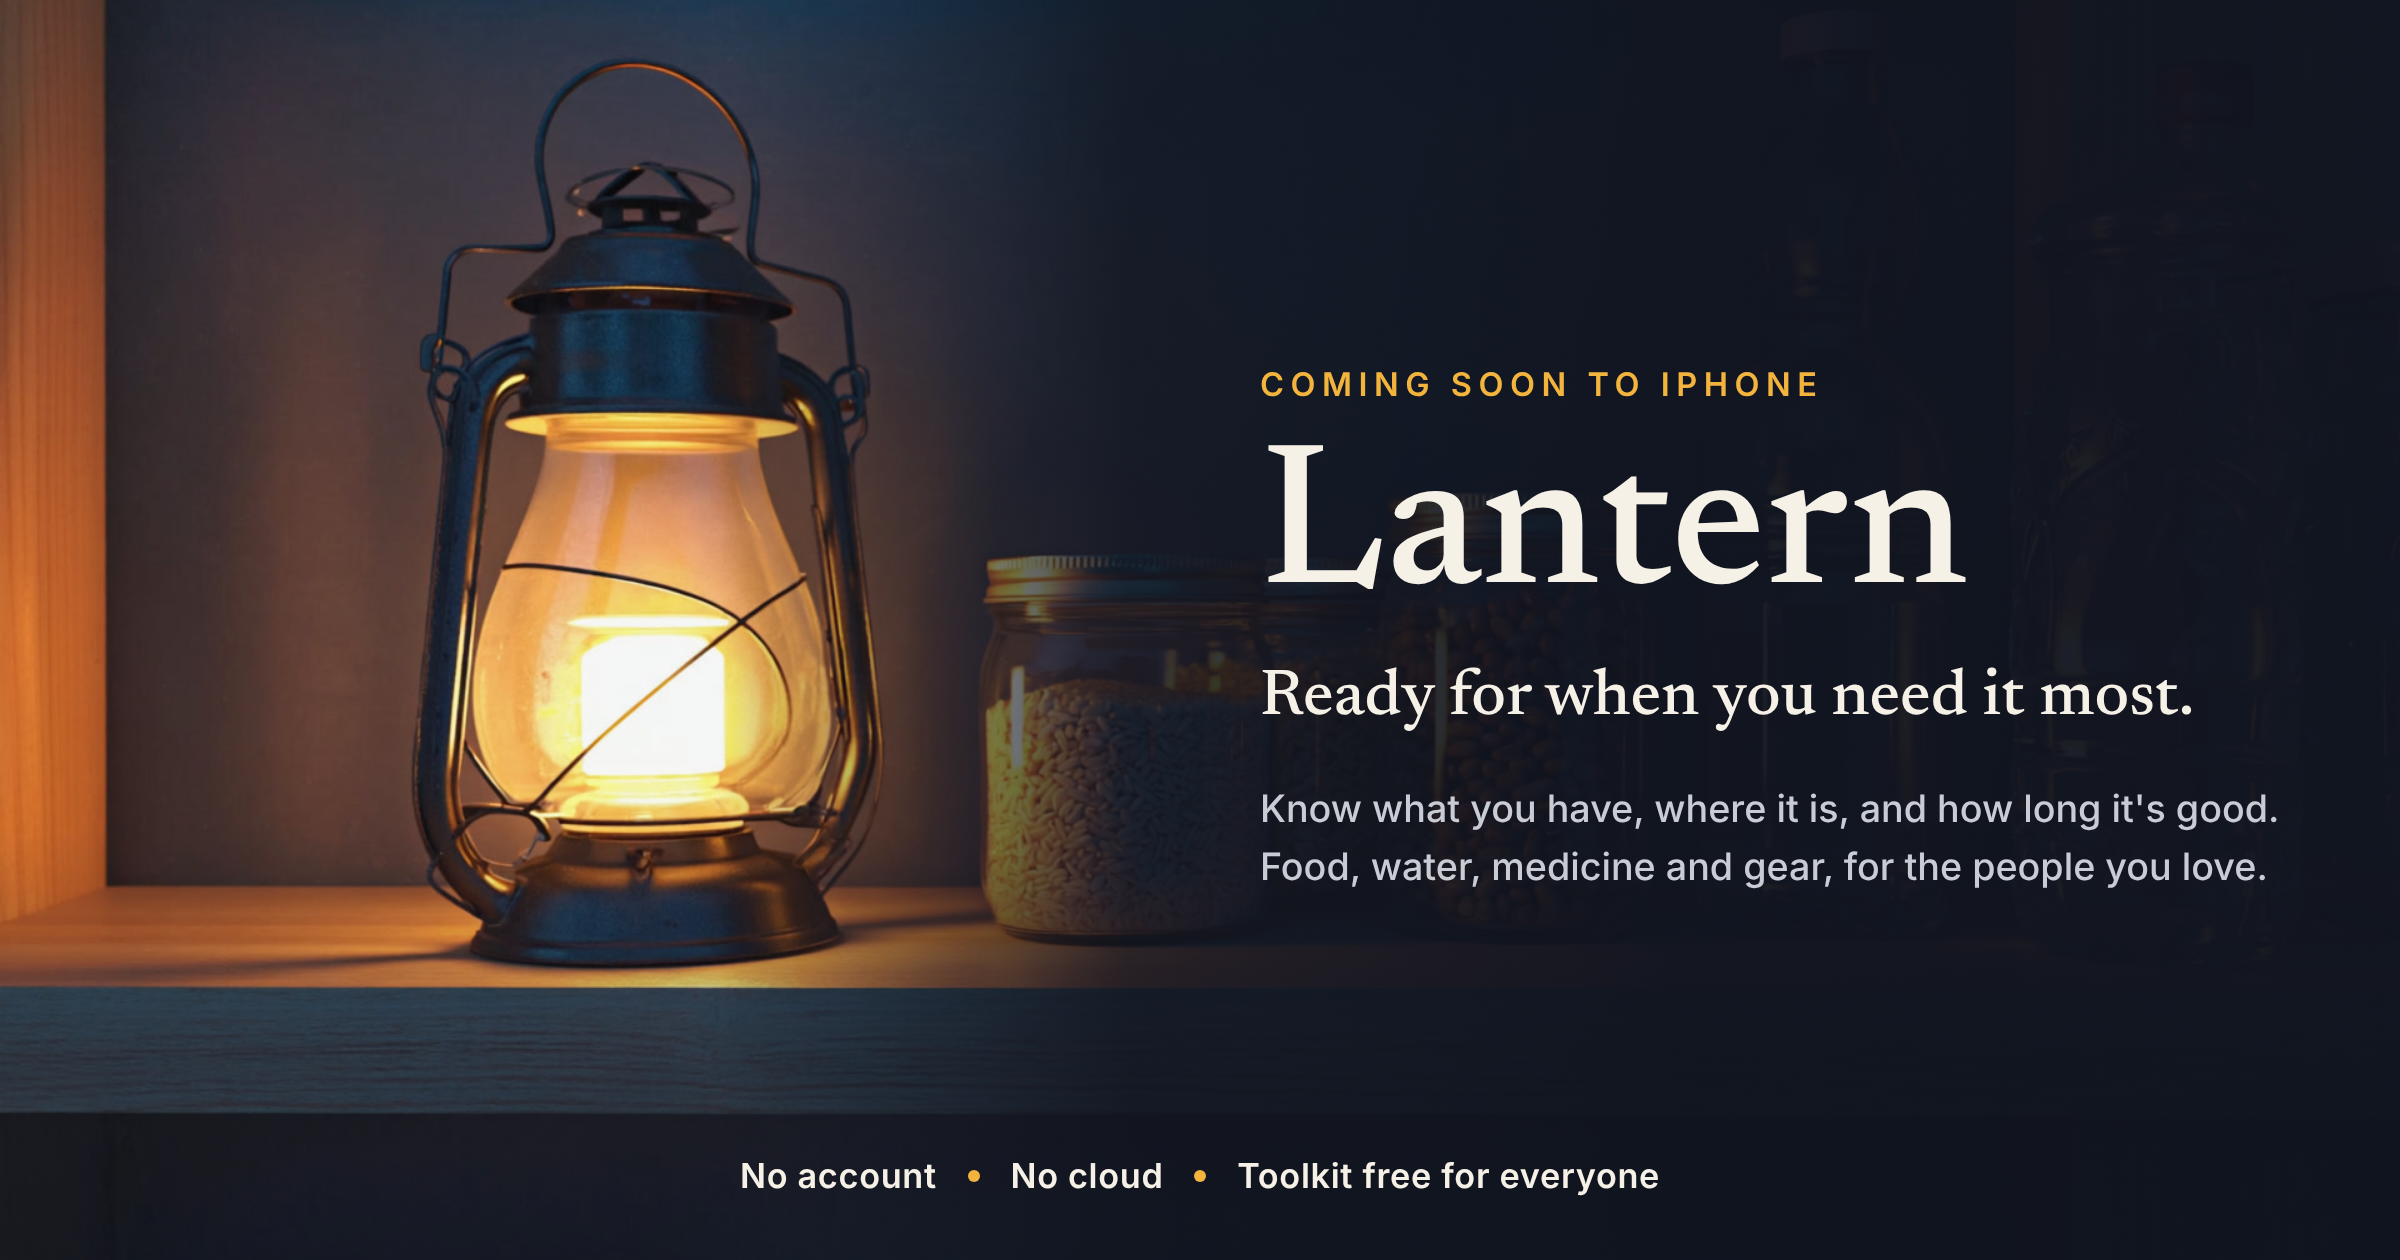 COMING SOON TO IPHONE
Lantern
Ready for when you need it most.
Know what you have, where it is, and how long it's good.
Food, water, medicine and gear, for the people you love.
No account • No cloud • Toolkit free for everyone